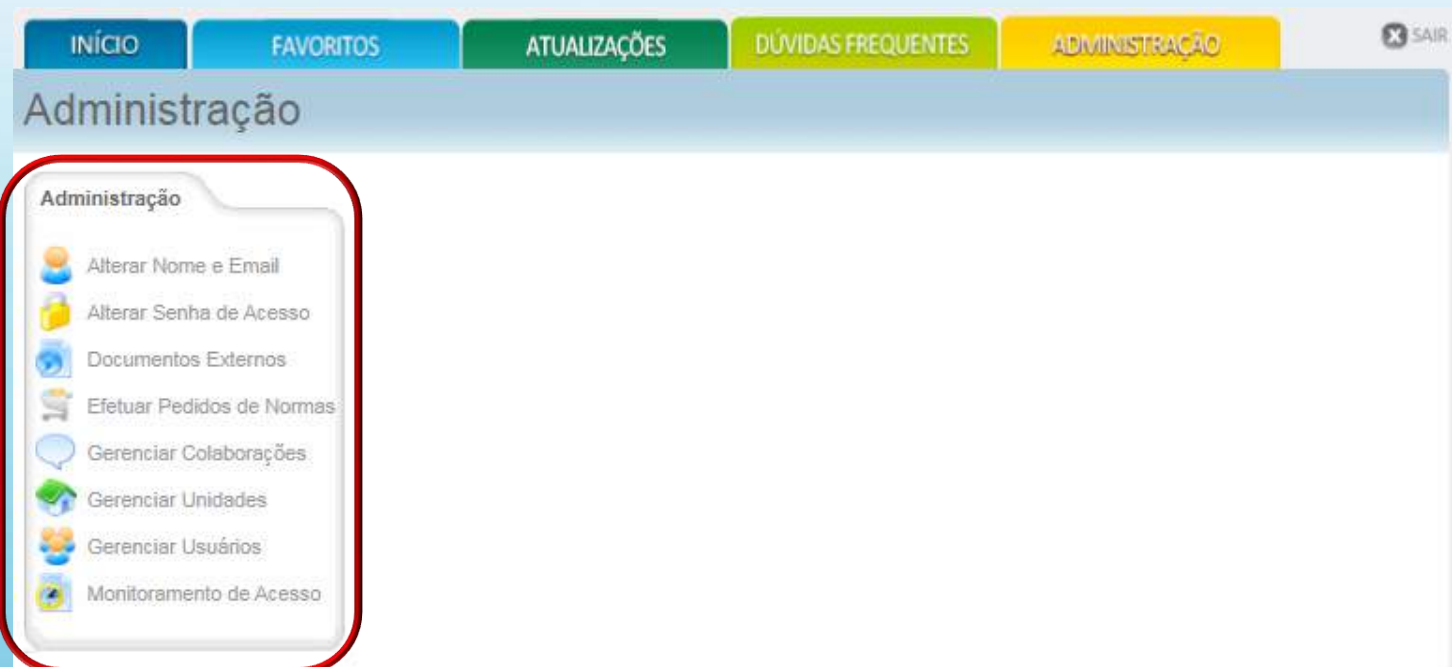 INÍCIO FAVORITOS ATUALIZAÇÕES DÚVIDAS FREQUENTES ADMINISTRAÇÃO SAIR
Administração
Administração
Alterar Nome e Email
Alterar Senha de Acesso
Documentos Externos
Efetuar Pedidos de Normas
Gerenciar Colaborações
Gerenciar Unidades
Gerenciar Usuários
Monitoramento de Acesso